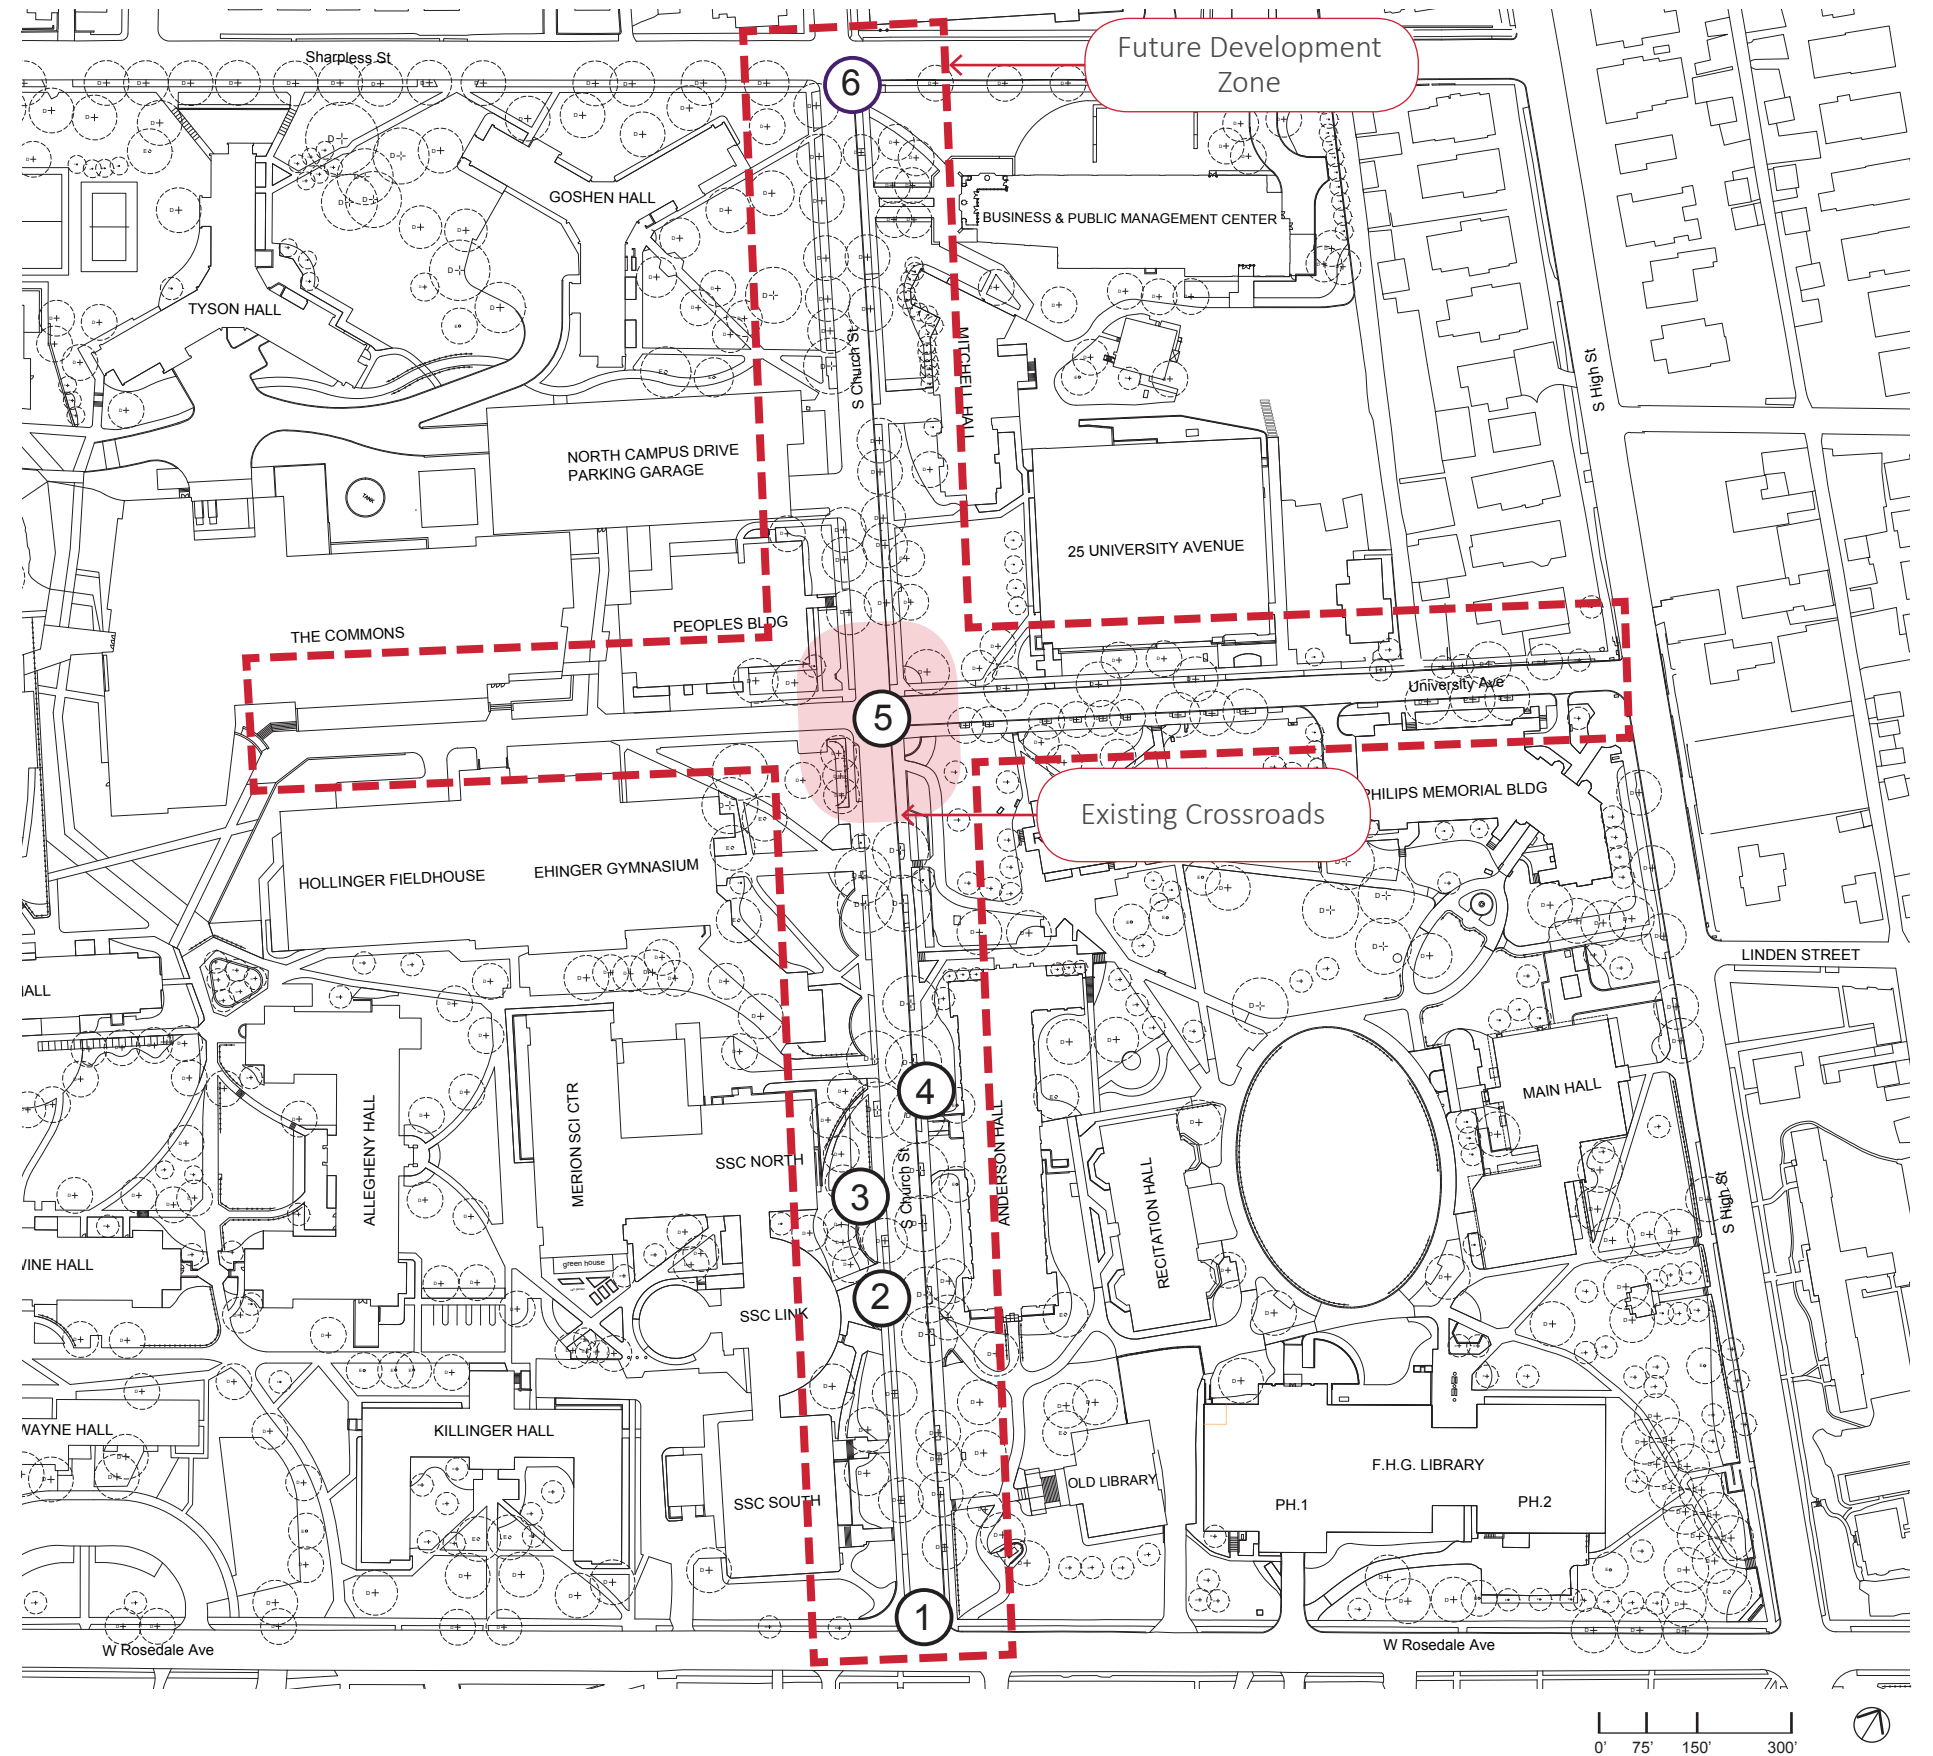 Sharpless St
6
Future Development
Zone
GOSHEN HALL
BUSINESS & PUBLIC MANAGEMENT CENTER
TYSON HALL
S Church St
MITCHELL HALL
S High St
NORTH CAMPUS DRIVE
PARKING GARAGE
TANK
25 UNIVERSITY AVENUE
THE COMMONS
PEOPLES BLDG
University Ave
5
Existing Crossroads
PHILIPS MEMORIAL BLDG
HOLLINGER FIELDHOUSE
EHINGER GYMNASIUM
LINDEN STREET
HALL
4
MAIN HALL
MERION SCI CTR
ALLEGHENY HALL
SSC NORTH
S Church St
ANDERSON HALL
RECITATION HALL
S High St
3
green house
WINE HALL
2
SSC LINK
WAYNE HALL
KILLINGER HALL
F.H.G. LIBRARY
OLD LIBRARY
SSC SOUTH
PH.1
PH.2
1
W Rosedale Ave
W Rosedale Ave
0' 75' 150' 300'